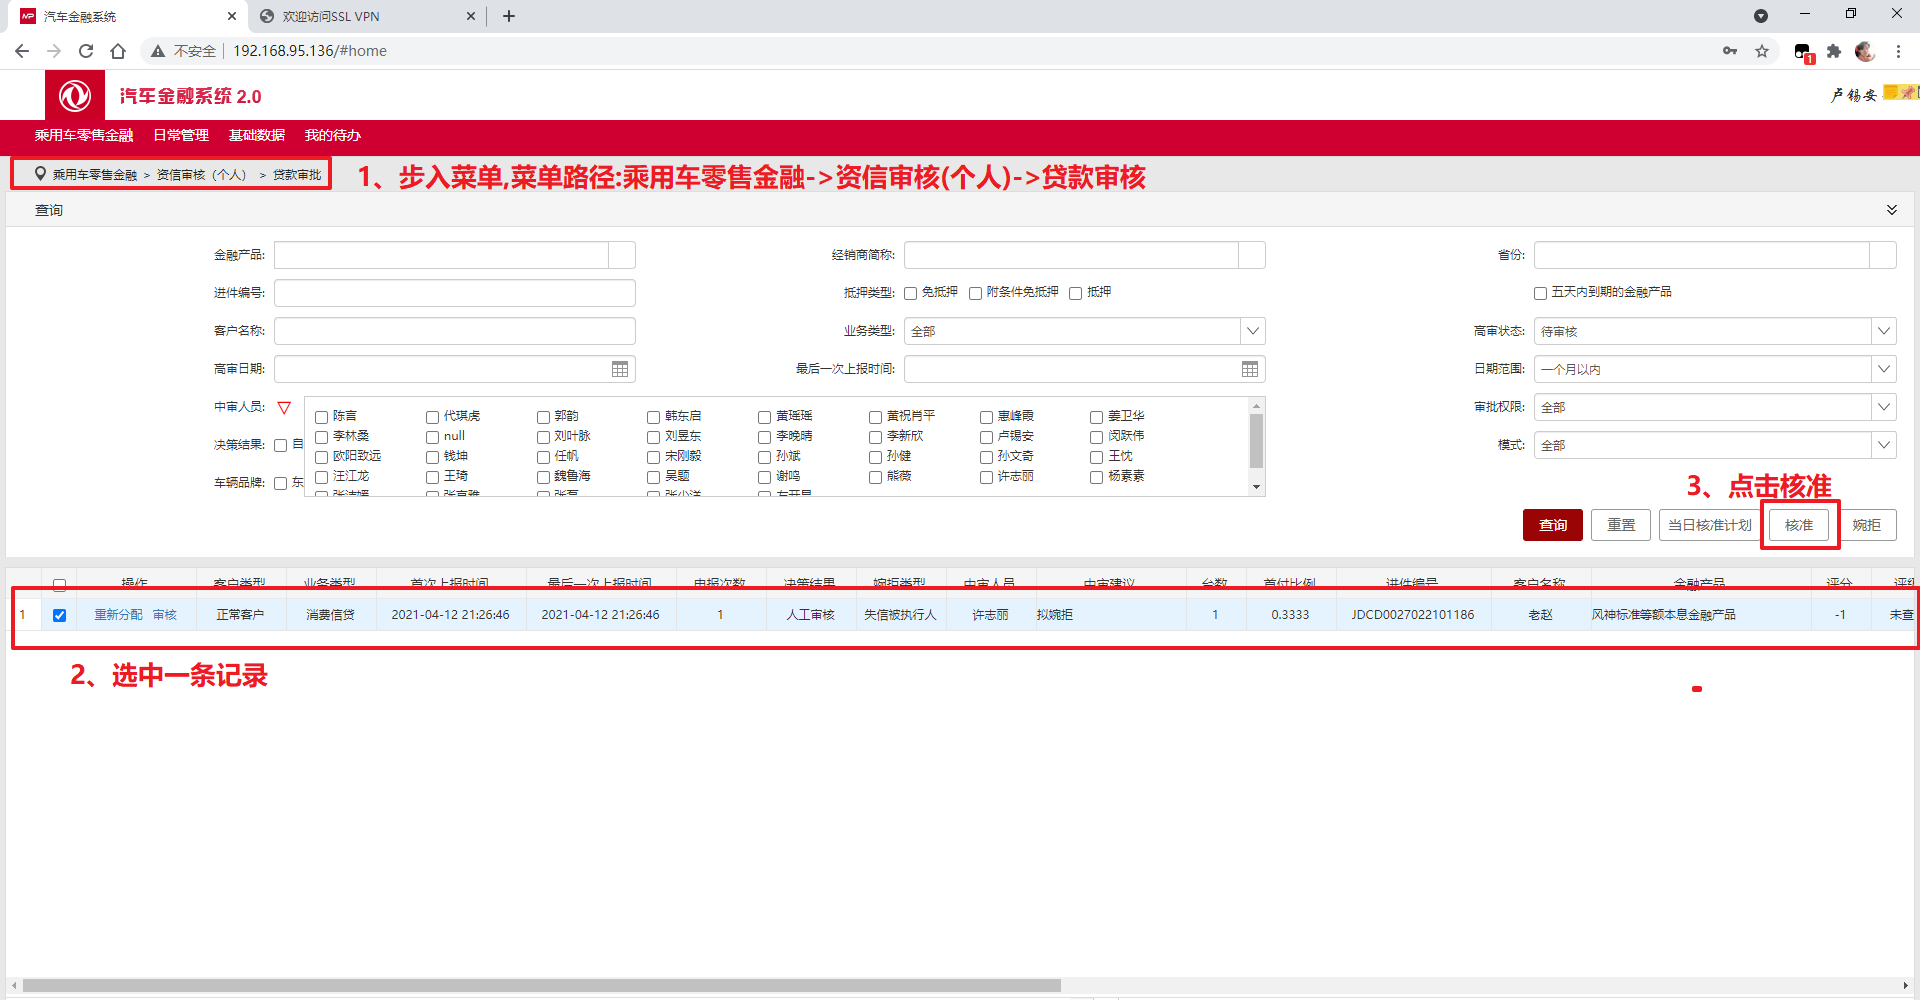 汽车金融系统
欢迎访问SSL VPN
不安全
192.168.95.136/#home
1
汽车金融系统 2.0
卢锡安
乘用车零售金融 日常管理 基础数据 我的待办
乘用车零售金融 > 资信审核（个人） > 贷款审批
1、步入菜单,菜单路径:乘用车零售金融->资信审核(个人)->贷款审核
查询
金融产品: 经销商简称: 省份:
进件编号: 抵押类型: 免抵押 附条件免抵押 抵押 五天内到期的金融产品
客户名称: 业务类型: 全部 高审状态: 待审核
高审日期: 最后一次上报时间: 日期范围: 一个月以内
中审人员: 审批权限: 全部
陈言 代琪虎 郭韵 韩东启 黄瑶瑶 黄祝肖平 惠峰霞 姜卫华
李林燊 null 刘叶脉 刘昱东 李晚晴 李新欣 卢锡安 闵跃伟
决策结果: 自 模式: 全部
欧阳致远 钱坤 任帆 宋刚毅 孙斌 孙健 孙文奇 王忱
汪江龙 王琦 魏鲁海 吴题 谢鸣 熊薇 许志丽 杨素素
车辆品牌: 东
3、点击核准
查询 重置 当日核准计划 核准 婉拒
操作 客户类型 业务类型 首次上报时间 最后一次上报时间 申报次数 决策结果 婉拒类型 中审人员 中审建议 台数 首付比例 进件编号 客户名称 金融产品 评分 评级
1 重新分配 审核 正常客户 消费信贷 2021-04-12 21:26:46 2021-04-12 21:26:46 1 人工审核 失信被执行人 许志丽 拟婉拒 1 0.3333 JDCD0027022101186 老赵 风神标准等额本息金融产品 -1 未查
2、选中一条记录